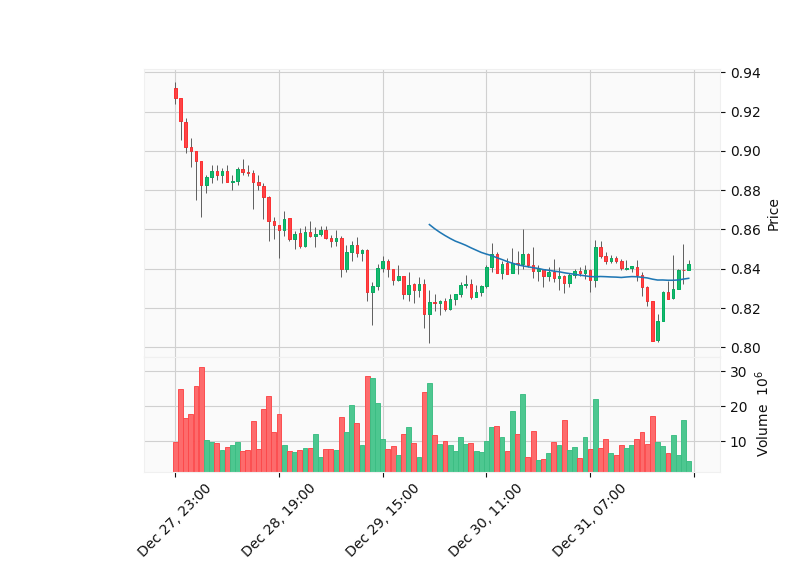 0.94
0.92
0.90
0.88
0.86
0.84
0.82
0.80
Price
30
20
10
Volume 10^6
Dec 27, 23:00
Dec 28, 19:00
Dec 29, 15:00
Dec 30, 11:00
Dec 31, 07:00